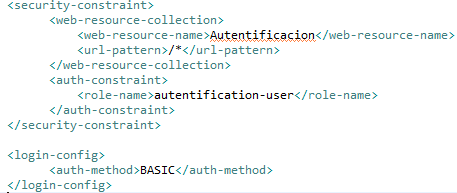 <security-constraint>
<web-resource-collection>
<web-resource-name>Autentificacion</web-resource-name>
<url-pattern>/*</url-pattern>
</web-resource-collection>
<auth-constraint>
<role-name>autentification-user</role-name>
</auth-constraint>
</security-constraint>
<login-config>
<auth-method>BASIC</auth-method>
</login-config>